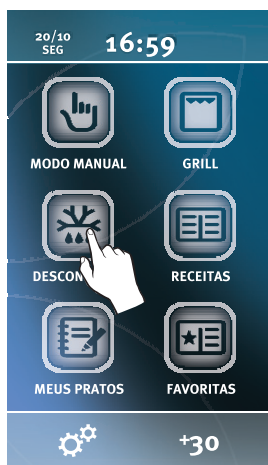 20/10
SEG
16:59
MODO MANUAL
GRILL
RECEITAS
MEUS PRATOS
FAVORITAS
+30